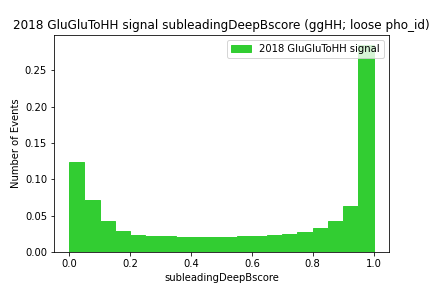 2018 GluGluToHH signal subleadingDeepBscore (ggHH; loose pho_id)
2018 GluGluToHH signal
Number of Events
0.25
0.20
0.15
0.10
0.05
0.00
0.0 0.2 0.4 0.6 0.8 1.0
subleadingDeepBscore